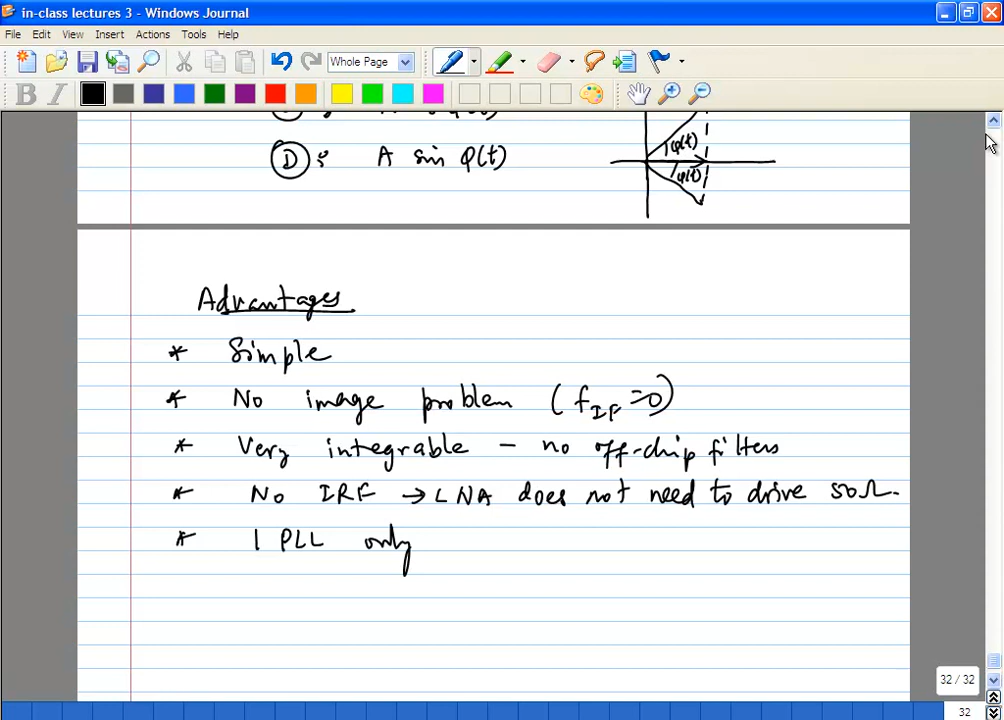 in-class lectures 3 - Windows Journal
File Edit View Insert Actions Tools Help
Whole Page
B I
φ(t)
D : A sin φ(t)
φ(t)
Advantages
* Simple
* No image problem (f_IF = 0)
* Very integrable – no off-chip filters
* No IRF → LNA does not need to drive 50Ω.
* 1 PLL only
32 / 32
32